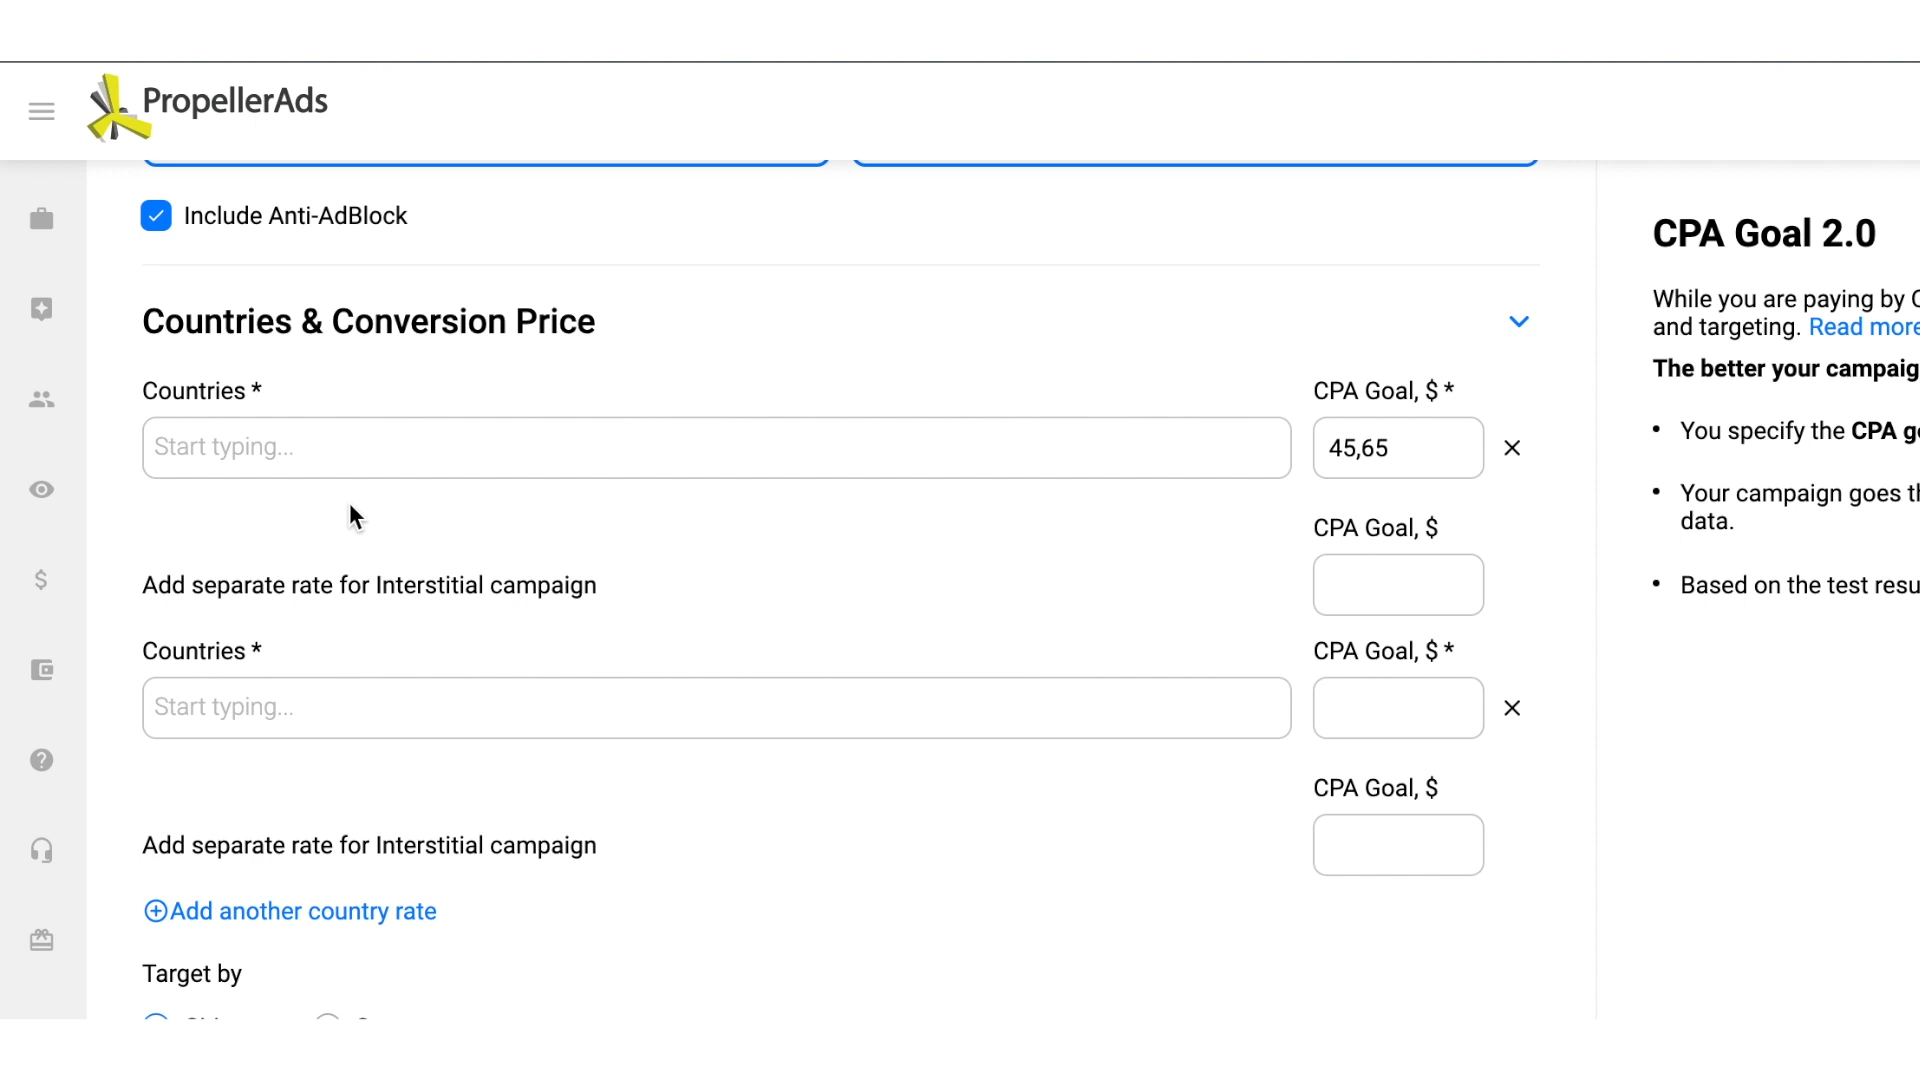 PropellerAds
Include Anti-AdBlock
Countries & Conversion Price
Countries *
CPA Goal, $ *
Start typing...
45,65
CPA Goal, $
Add separate rate for Interstitial campaign
Countries *
CPA Goal, $ *
Start typing...
CPA Goal, $
Add separate rate for Interstitial campaign
Add another country rate
Target by
CPA Goal 2.0
While you are paying by
and targeting. Read more
The better your campaig
• You specify the CPA g
• Your campaign goes t
data.
• Based on the test resu